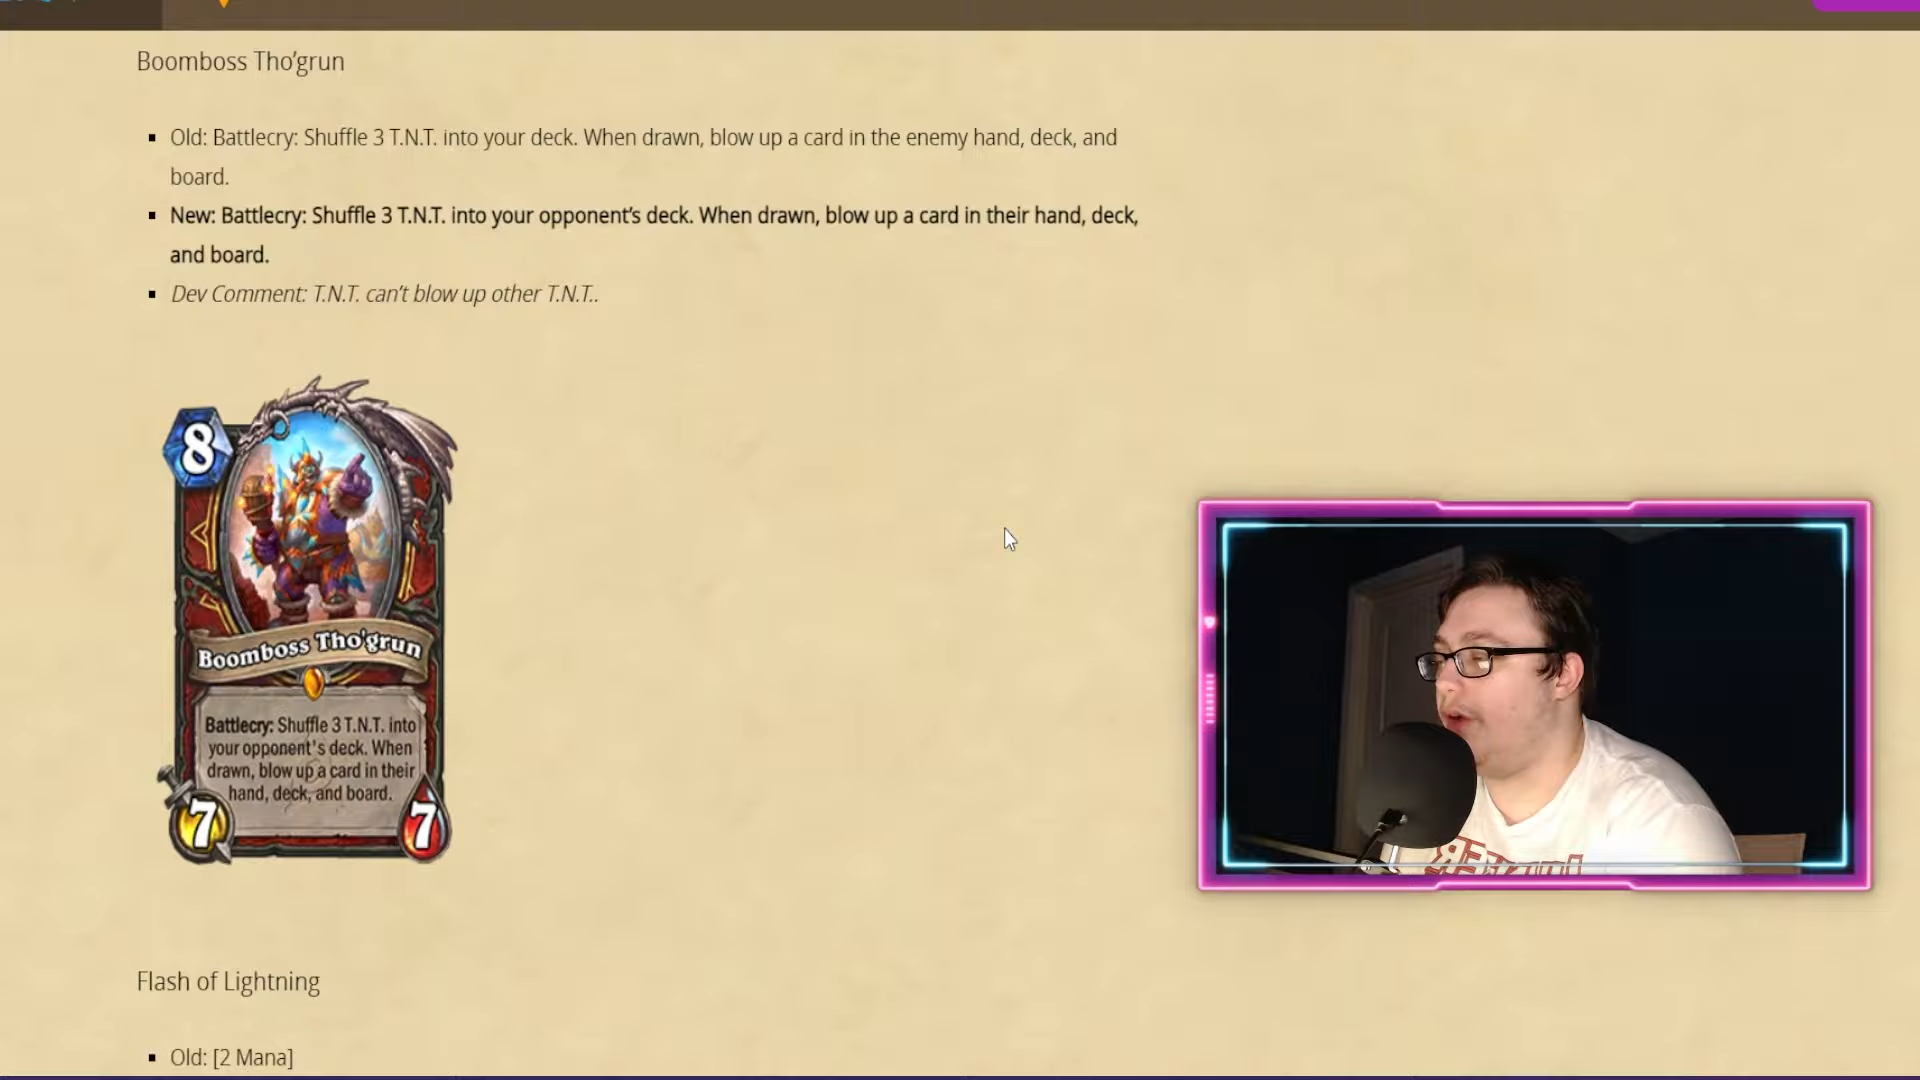 Boomboss Tho'grun
▪ Old: Battlecry: Shuffle 3 T.N.T. into your deck. When drawn, blow up a card in the enemy hand, deck, and
board.
▪ New: Battlecry: Shuffle 3 T.N.T. into your opponent's deck. When drawn, blow up a card in their hand, deck,
and board.
▪ Dev Comment: T.N.T. can't blow up other T.N.T..
8
Boomboss Tho'grun
Battlecry: Shuffle 3 T.N.T. into
your opponent's deck. When
drawn, blow up a card in their
hand, deck, and board.
7 7
Flash of Lightning
▪ Old: [2 Mana]